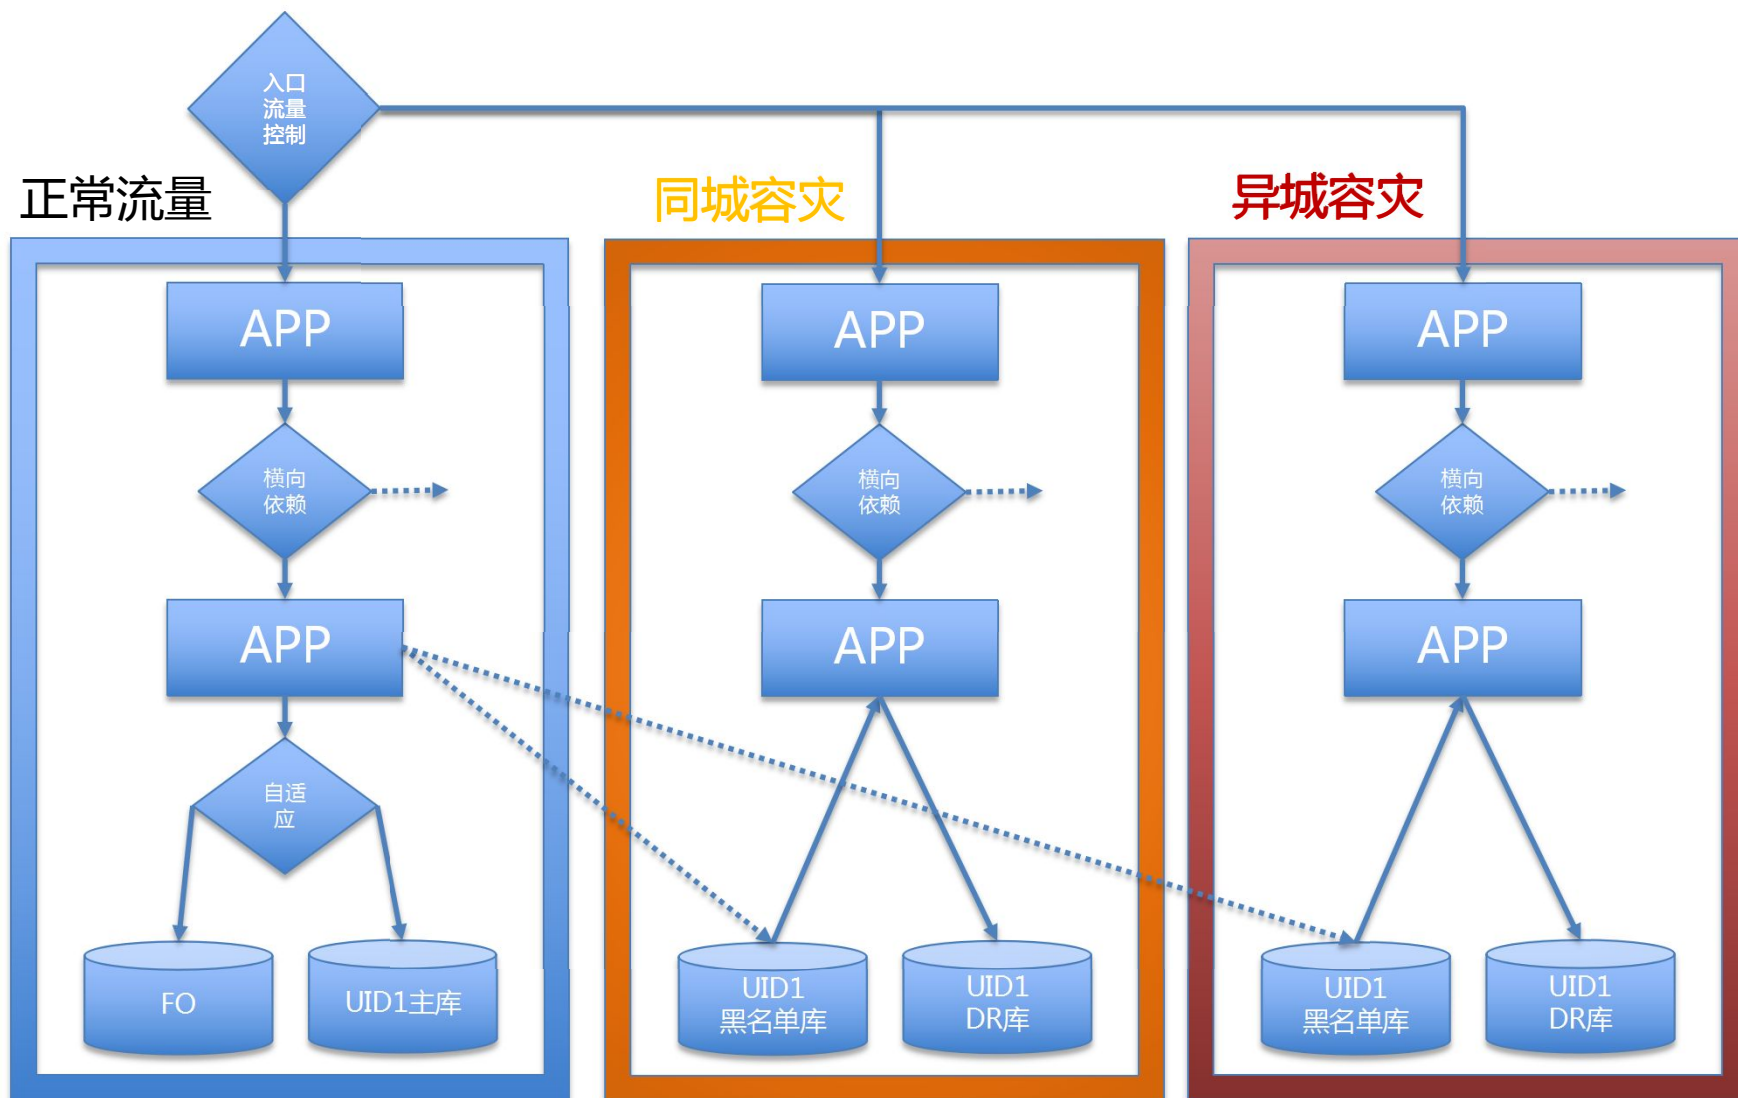 入口
流量
控制
正常流量
同城容灾
异城容灾
APP
APP
APP
横向
依赖
横向
依赖
横向
依赖
APP
APP
APP
自适
应
FO
UID1主库
UID1
黑名单库
UID1
DR库
UID1
黑名单库
UID1
DR库